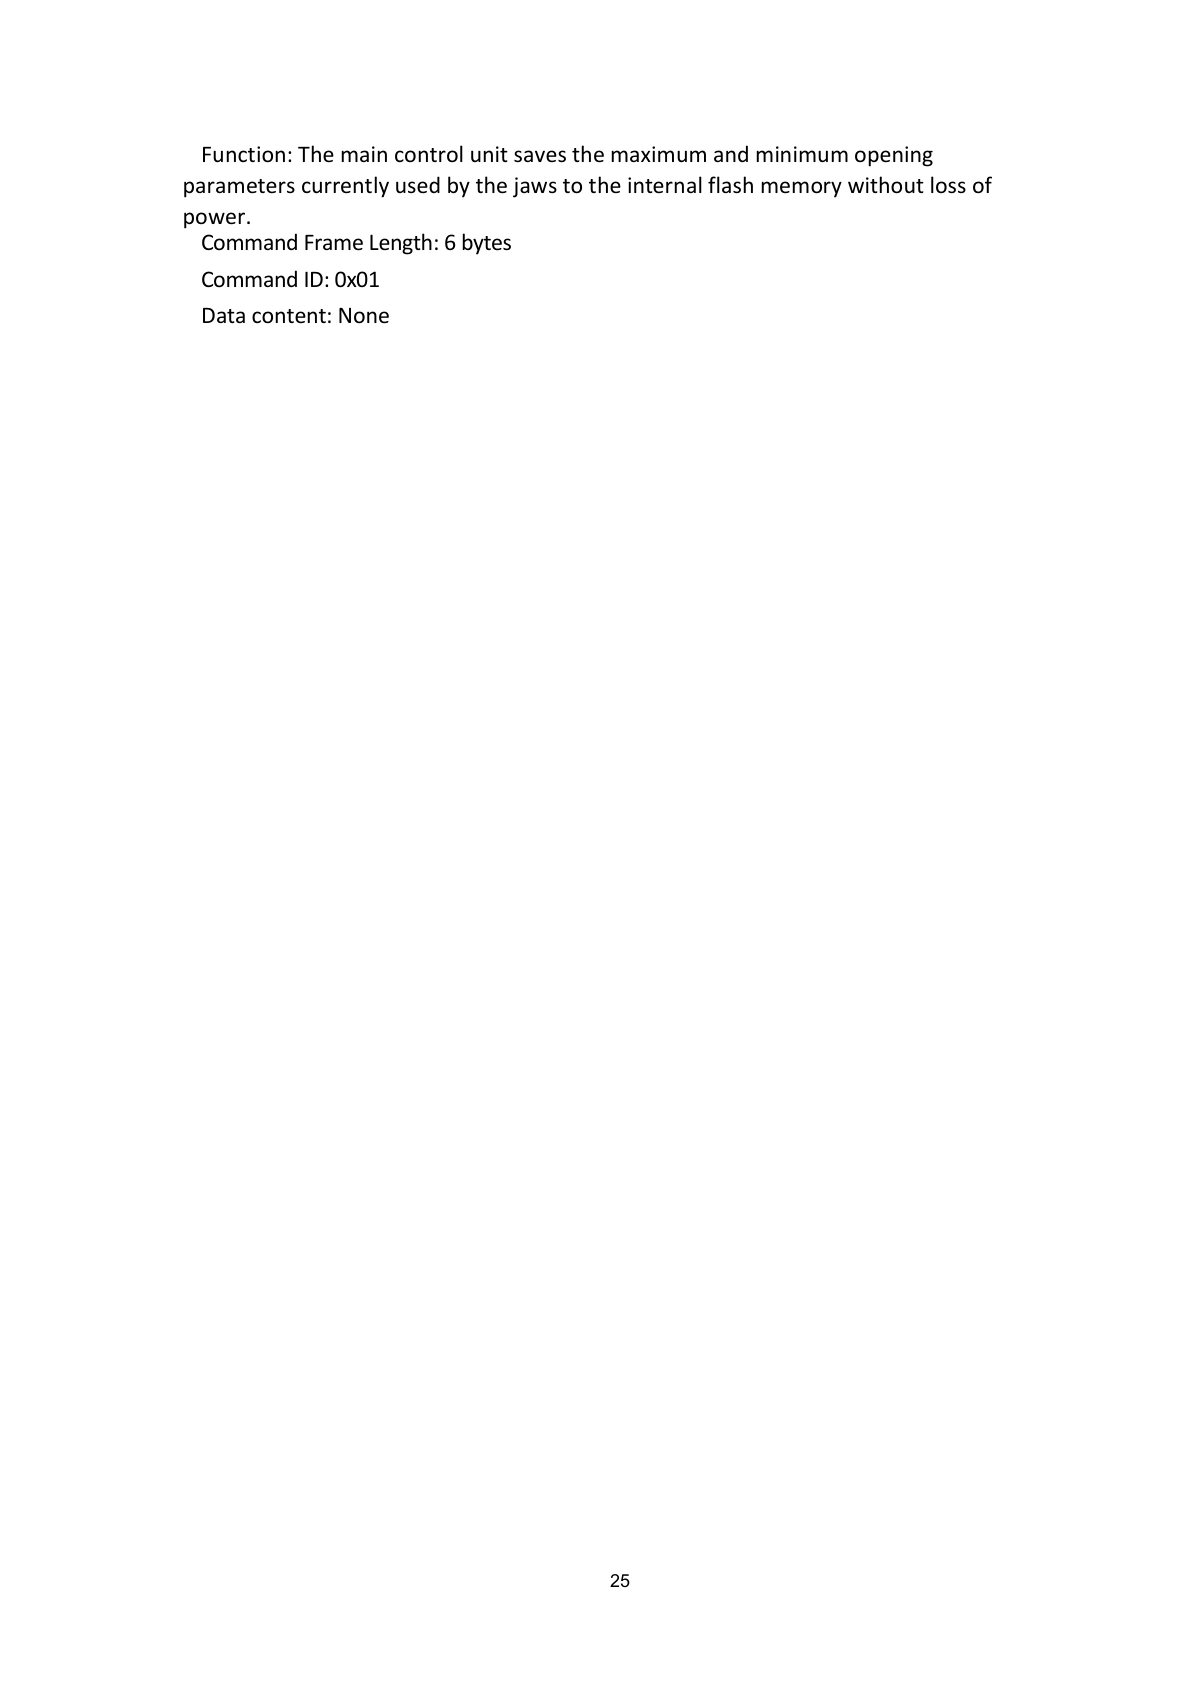 Function: The main control unit saves the maximum and minimum opening
parameters currently used by the jaws to the internal flash memory without loss of
power.
Command Frame Length: 6 bytes
Command ID: 0x01
Data content: None
25